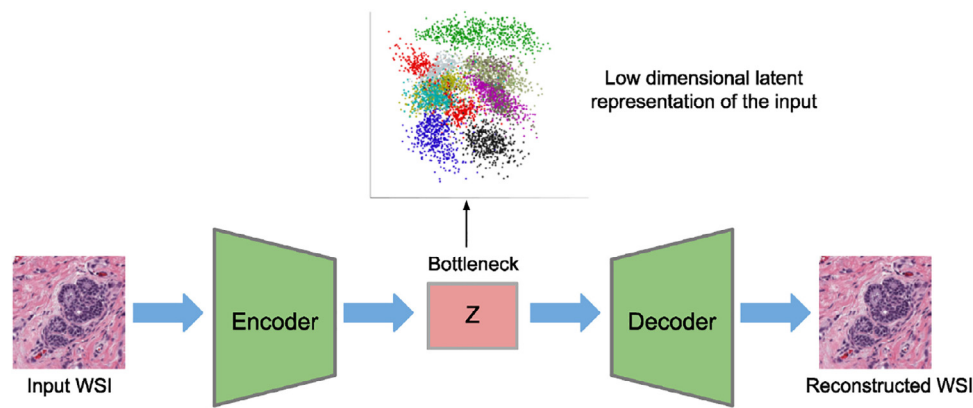 Low dimensional latent
representation of the input
Bottleneck
Encoder
Z
Decoder
Input WSI
Reconstructed WSI